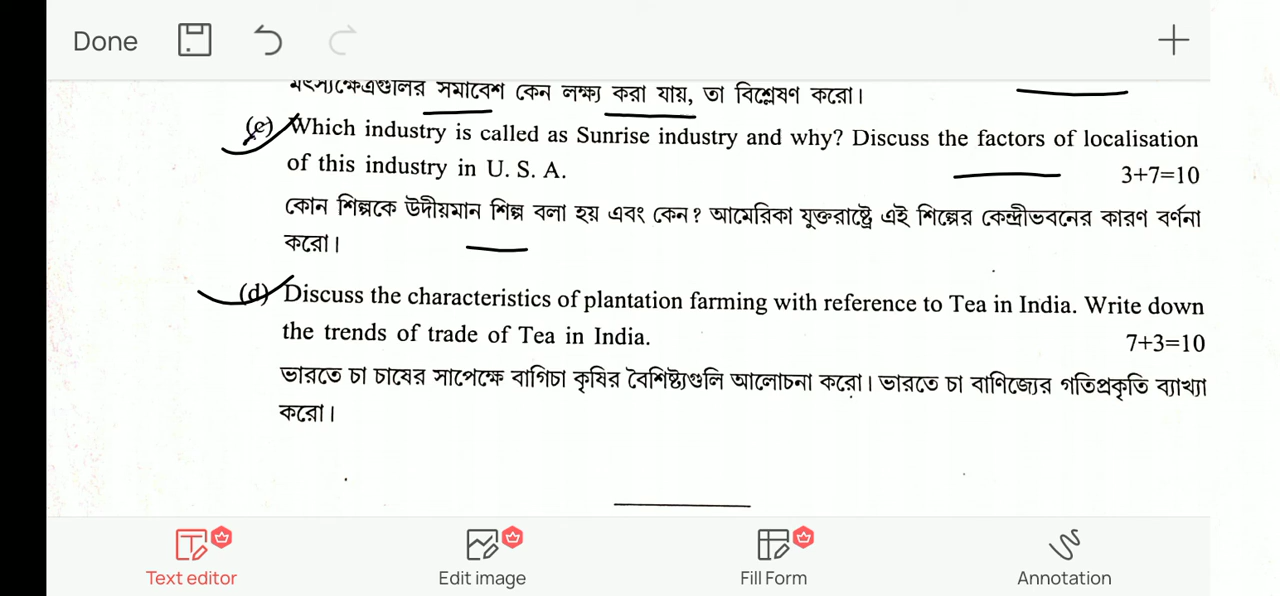 Done
মৎস্যক্ষেত্রগুলির সমাবেশ কেন লক্ষ্য করা যায়, তা বিশ্লেষণ করো।
(c) Which industry is called as Sunrise industry and why? Discuss the factors of localisation
of this industry in U. S. A. 3+7=10
কোন শিল্পকে উদীয়মান শিল্প বলা হয় এবং কেন? আমেরিকা যুক্তরাষ্ট্রে এই শিল্পের কেন্দ্রীভবনের কারণ বর্ণনা
করো।
(d) Discuss the characteristics of plantation farming with reference to Tea in India. Write down
the trends of trade of Tea in India. 7+3=10
ভারতে চা চাষের সাপেক্ষে বাগিচা কৃষির বৈশিষ্ট্যগুলি আলোচনা করো। ভারতে চা বাণিজ্যের গতিপ্রকৃতি ব্যাখ্যা
করো।
Text editor Edit image Fill Form Annotation